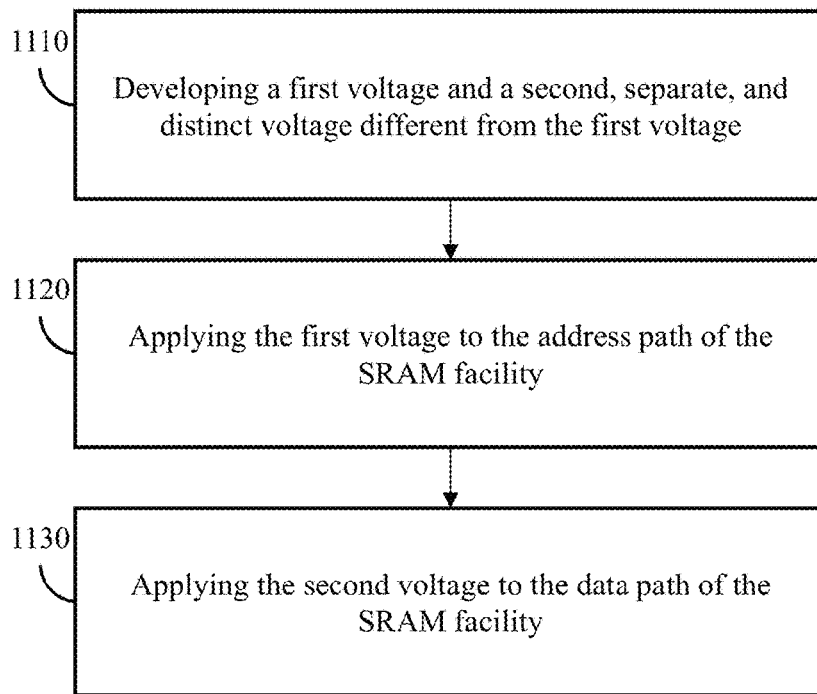 1110
Developing a first voltage and a second, separate, and
distinct voltage different from the first voltage
1120
Applying the first voltage to the address path of the
SRAM facility
1130
Applying the second voltage to the data path of the
SRAM facility